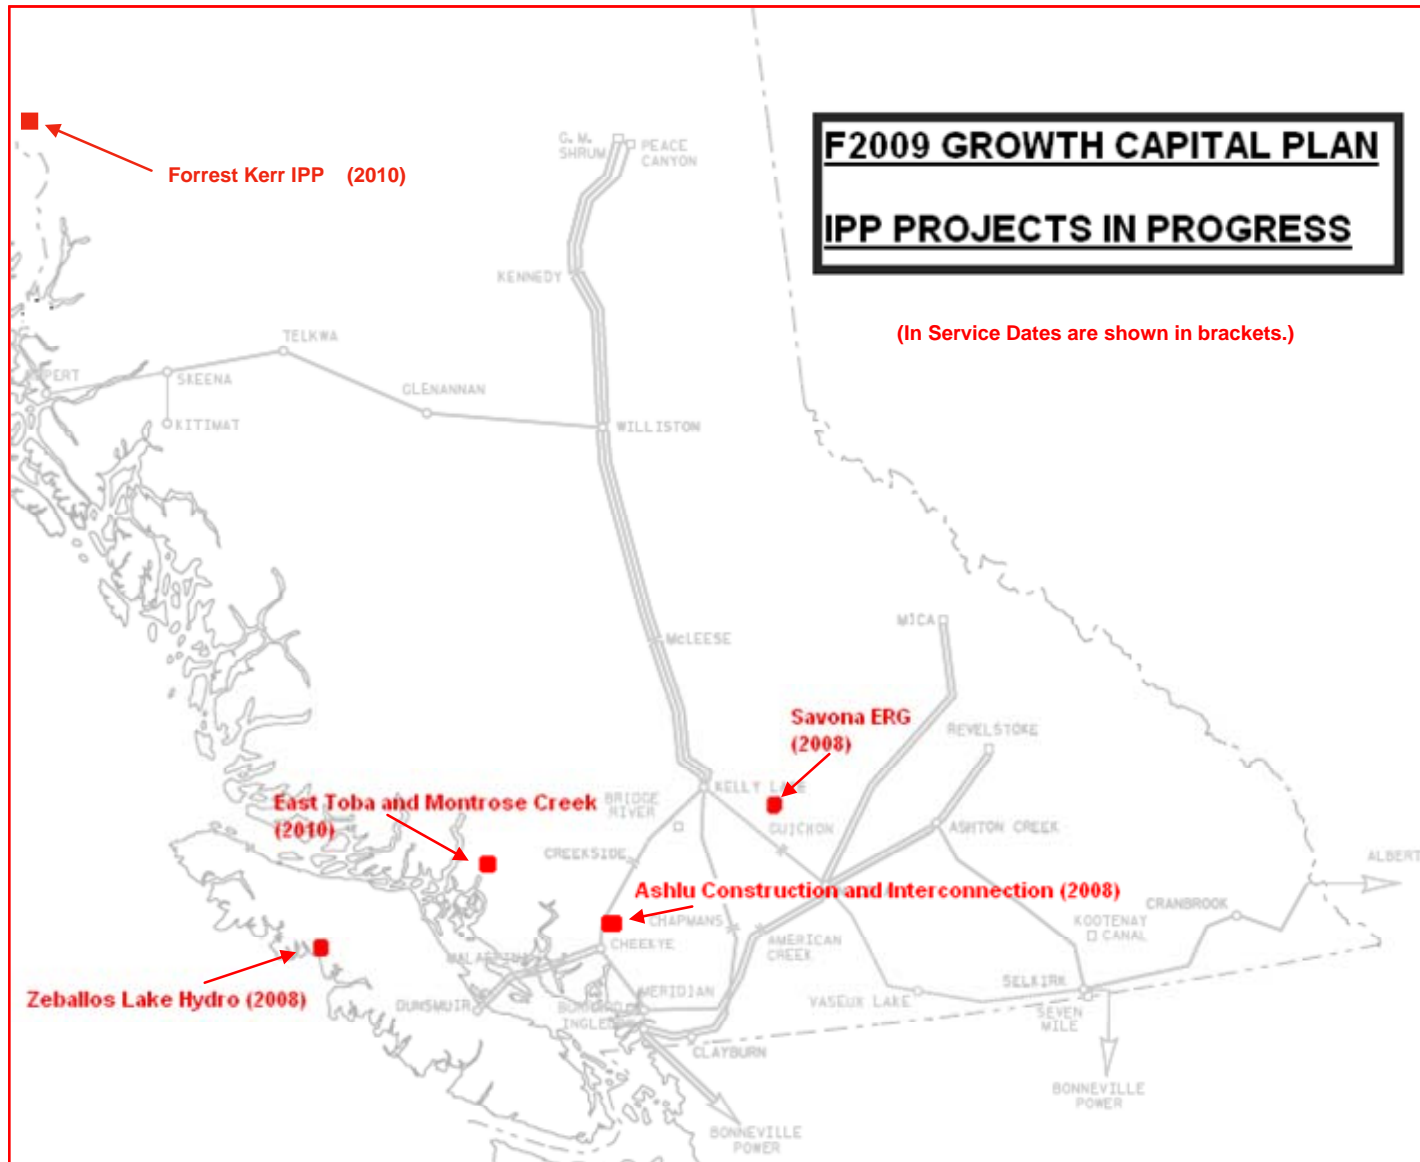 F2009 GROWTH CAPITAL PLAN
IPP PROJECTS IN PROGRESS
(In Service Dates are shown in brackets.)
Forrest Kerr IPP (2010)
G.M.
SHRUM
PEACE
CANYON
KENNEDY
TELKWA
SKEENA
KITIMAT
GLENANNAN
WILLISTON
McLEESE
MICA
REVELSTOKE
Savona ERG
(2008)
KELLY LAKE
BRIDGE
RIVER
GUICHON
ASHTON CREEK
East Toba and Montrose Creek
(2010)
CREEKSIDE
Ashlu Construction and Interconnection (2008)
CHAPMANS
CHEEKYE
AMERICAN
CREEK
CRANBROOK
KOOTENAY
CANAL
Zeballos Lake Hydro (2008)
DUNSMUIR
MERIDIAN
VASEUX LAKE
SELKIRK
SEVEN
MILE
CLAYBURN
BONNEVILLE
POWER
BONNEVILLE
POWER